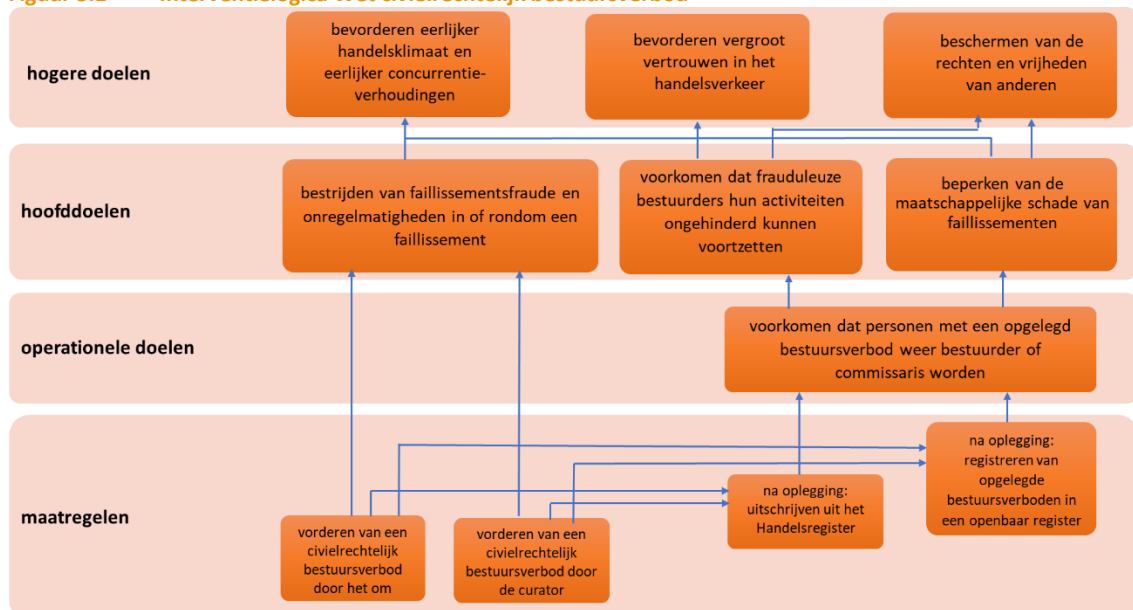 bevorderen eerlijker
handelsklimaat en
eerlijker concurrentie-
verhoudingen
bevorderen vergroot
vertrouwen in het
handelsverkeer
beschermen van de
rechten en vrijheden
van anderen
hogere doelen
bestrijden van faillissementsfraude en
onregelmatigheden in of rondom een
faillissement
voorkomen dat frauduleuze
bestuurders hun activiteiten
ongehinderd kunnen
voortzetten
beperken van de
maatschappelijke schade van
faillissementen
hoofddoelen
operationele doelen
voorkomen dat personen met een opgelegd
bestuursverbod weer bestuurder of
commissaris worden
maatregelen
vorderen van een
civielrechtelijk
bestuursverbod
door het om
vorderen van een
civielrechtelijk
bestuursverbod door
de curator
na oplegging:
uitschrijven uit het
Handelsregister
na oplegging:
registreren van
opgelegde
bestuursverboden in
een openbaar register